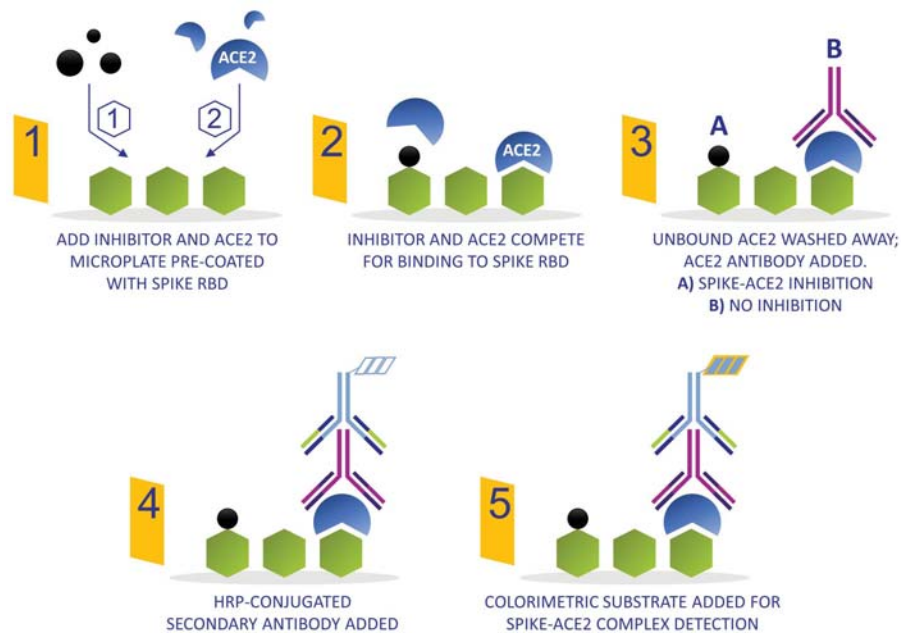 1
1
2
ACE2
ADD INHIBITOR AND ACE2 TO
MICROPLATE PRE-COATED
WITH SPIKE RBD
2
ACE2
INHIBITOR AND ACE2 COMPETE
FOR BINDING TO SPIKE RBD
3
A
B
UNBOUND ACE2 WASHED AWAY;
ACE2 ANTIBODY ADDED.
A) SPIKE-ACE2 INHIBITION
B) NO INHIBITION
4
HRP-CONJUGATED
SECONDARY ANTIBODY ADDED
5
COLORIMETRIC SUBSTRATE ADDED FOR
SPIKE-ACE2 COMPLEX DETECTION